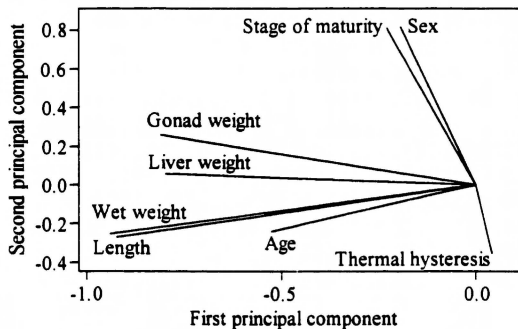 Second principal component
0.8
0.6
0.4
0.2
0.0
-0.2
-0.4
Stage of maturity Sex
Gonad weight
Liver weight
Wet weight
Length
Age
Thermal hysteresis
-1.0 -0.5 0.0
First principal component